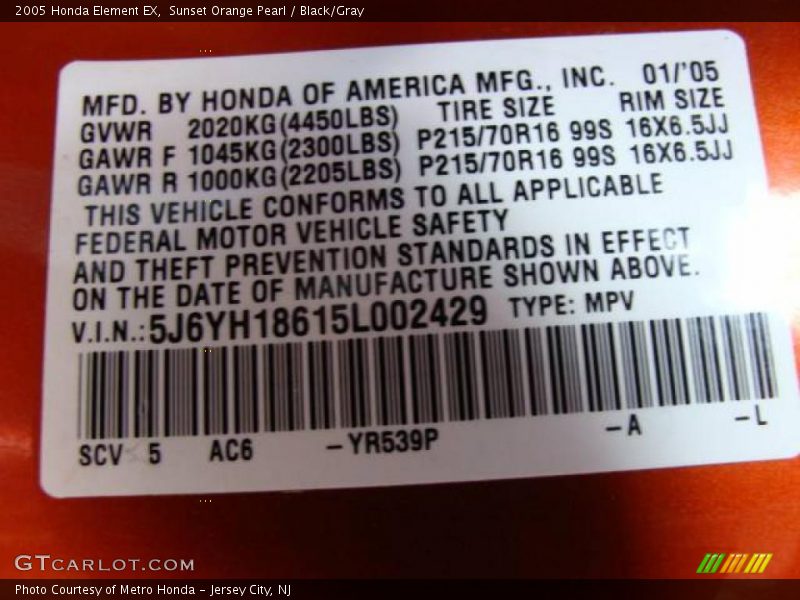 2005 Honda Element EX,  Sunset Orange Pearl / Black/Gray
MFD. BY HONDA OF AMERICA MFG., INC. 01/'05
GVWR 2020KG(4450LBS) TIRE SIZE RIM SIZE
GAWR F 1045KG(2300LBS) P215/70R16 99S 16X6.5JJ
GAWR R 1000KG(2205LBS) P215/70R16 99S 16X6.5JJ
THIS VEHICLE CONFORMS TO ALL APPLICABLE
FEDERAL MOTOR VEHICLE SAFETY
AND THEFT PREVENTION STANDARDS IN EFFECT
ON THE DATE OF MANUFACTURE SHOWN ABOVE.
V.I.N.:5J6YH18615L002429 TYPE: MPV
SCV 5 AC6 -YR539P -A -L
GTCARLOT.COM
Photo Courtesy of Metro Honda - Jersey City, NJ